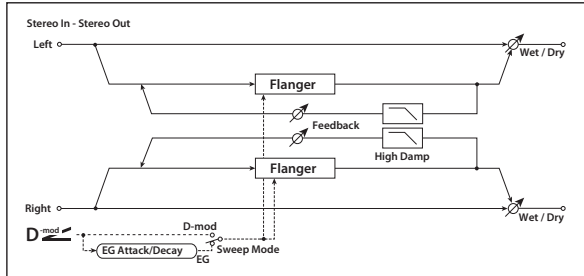 Stereo In - Stereo Out
Left
Wet / Dry
Flanger
Feedback
High Damp
Flanger
Right
Wet / Dry
D-mod
D-mod
EG Attack/Decay
EG
Sweep Mode